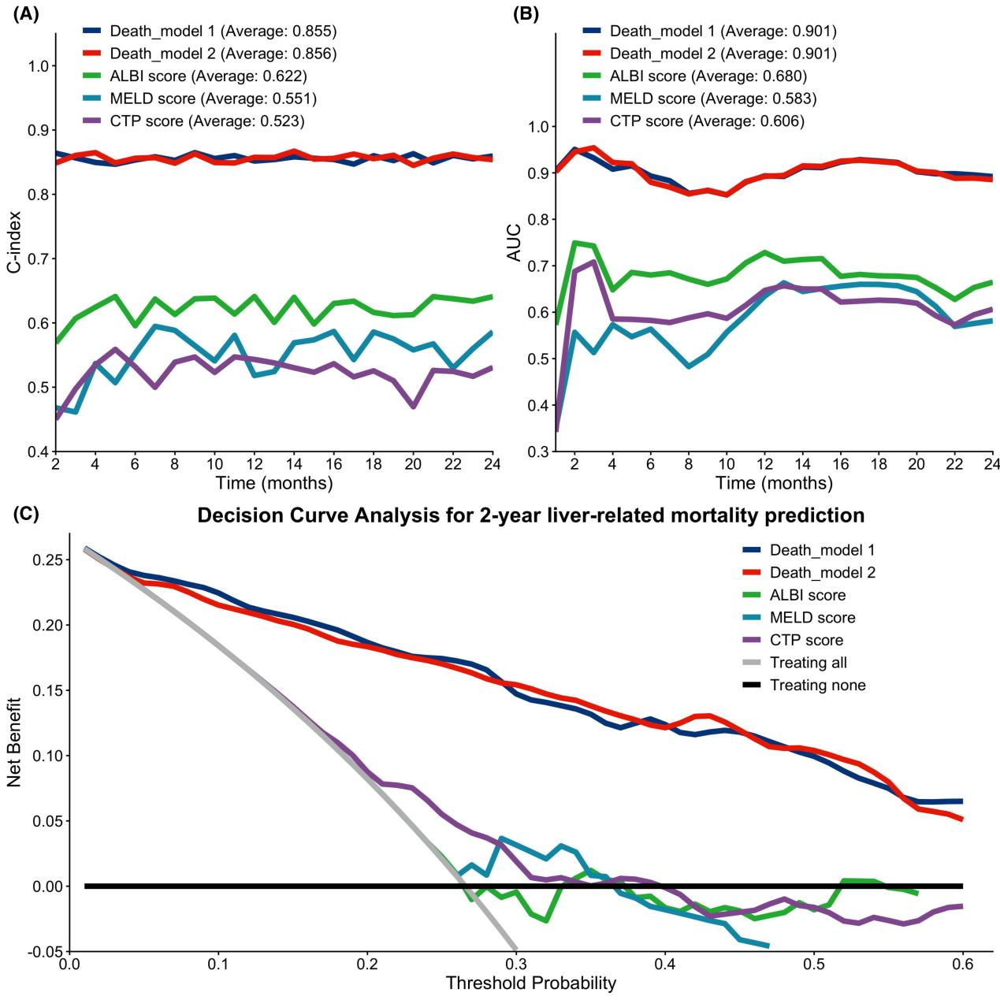 (A)
Death_model 1 (Average: 0.855)
Death_model 2 (Average: 0.856)
ALBI score (Average: 0.622)
MELD score (Average: 0.551)
CTP score (Average: 0.523)
C-index
1.0
0.9
0.8
0.7
0.6
0.5
0.4
2 4 6 8 10 12 14 16 18 20 22 24
Time (months)
(B)
Death_model 1 (Average: 0.901)
Death_model 2 (Average: 0.901)
ALBI score (Average: 0.680)
MELD score (Average: 0.583)
CTP score (Average: 0.606)
AUC
1.0
0.9
0.8
0.7
0.6
0.5
0.4
0.3
2 4 6 8 10 12 14 16 18 20 22 24
Time (months)
(C)
Decision Curve Analysis for 2-year liver-related mortality prediction
Death_model 1
Death_model 2
ALBI score
MELD score
CTP score
Treating all
Treating none
Net Benefit
0.25
0.20
0.15
0.10
0.05
0.00
-0.05
0.0 0.1 0.2 0.3 0.4 0.5 0.6
Threshold Probability